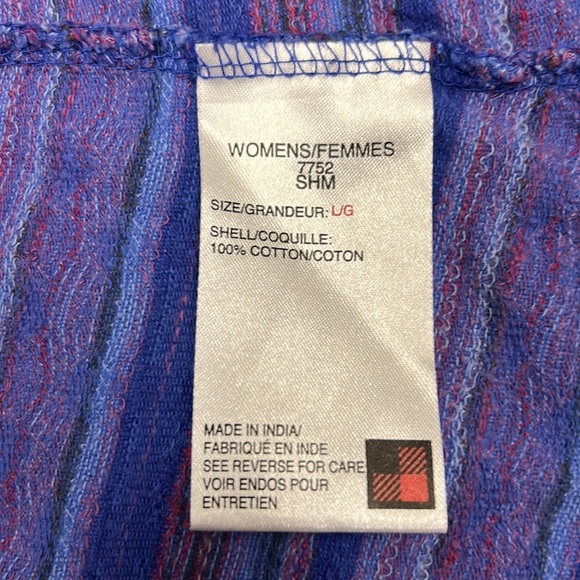 WOMENS/FEMMES
7752
SHM
SIZE/GRANDEUR: L/G
SHELL/COQUILLE:
100% COTTON/COTON
MADE IN INDIA/
FABRIQUÉ EN INDE
SEE REVERSE FOR CARE
VOIR ENDOS POUR
ENTRETIEN